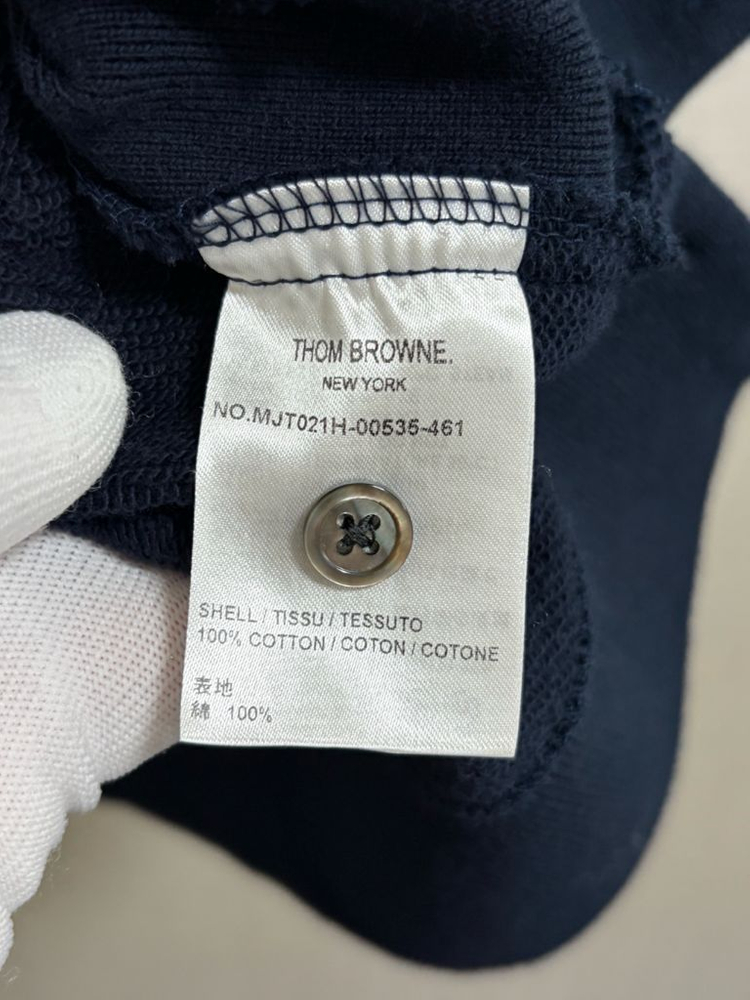 THOM BROWNE.
NEW YORK
NO.MJT021H-00535-461
SHELL / TISSU / TESSUTO
100% COTTON / COTON / COTONE
表地
綿 100%